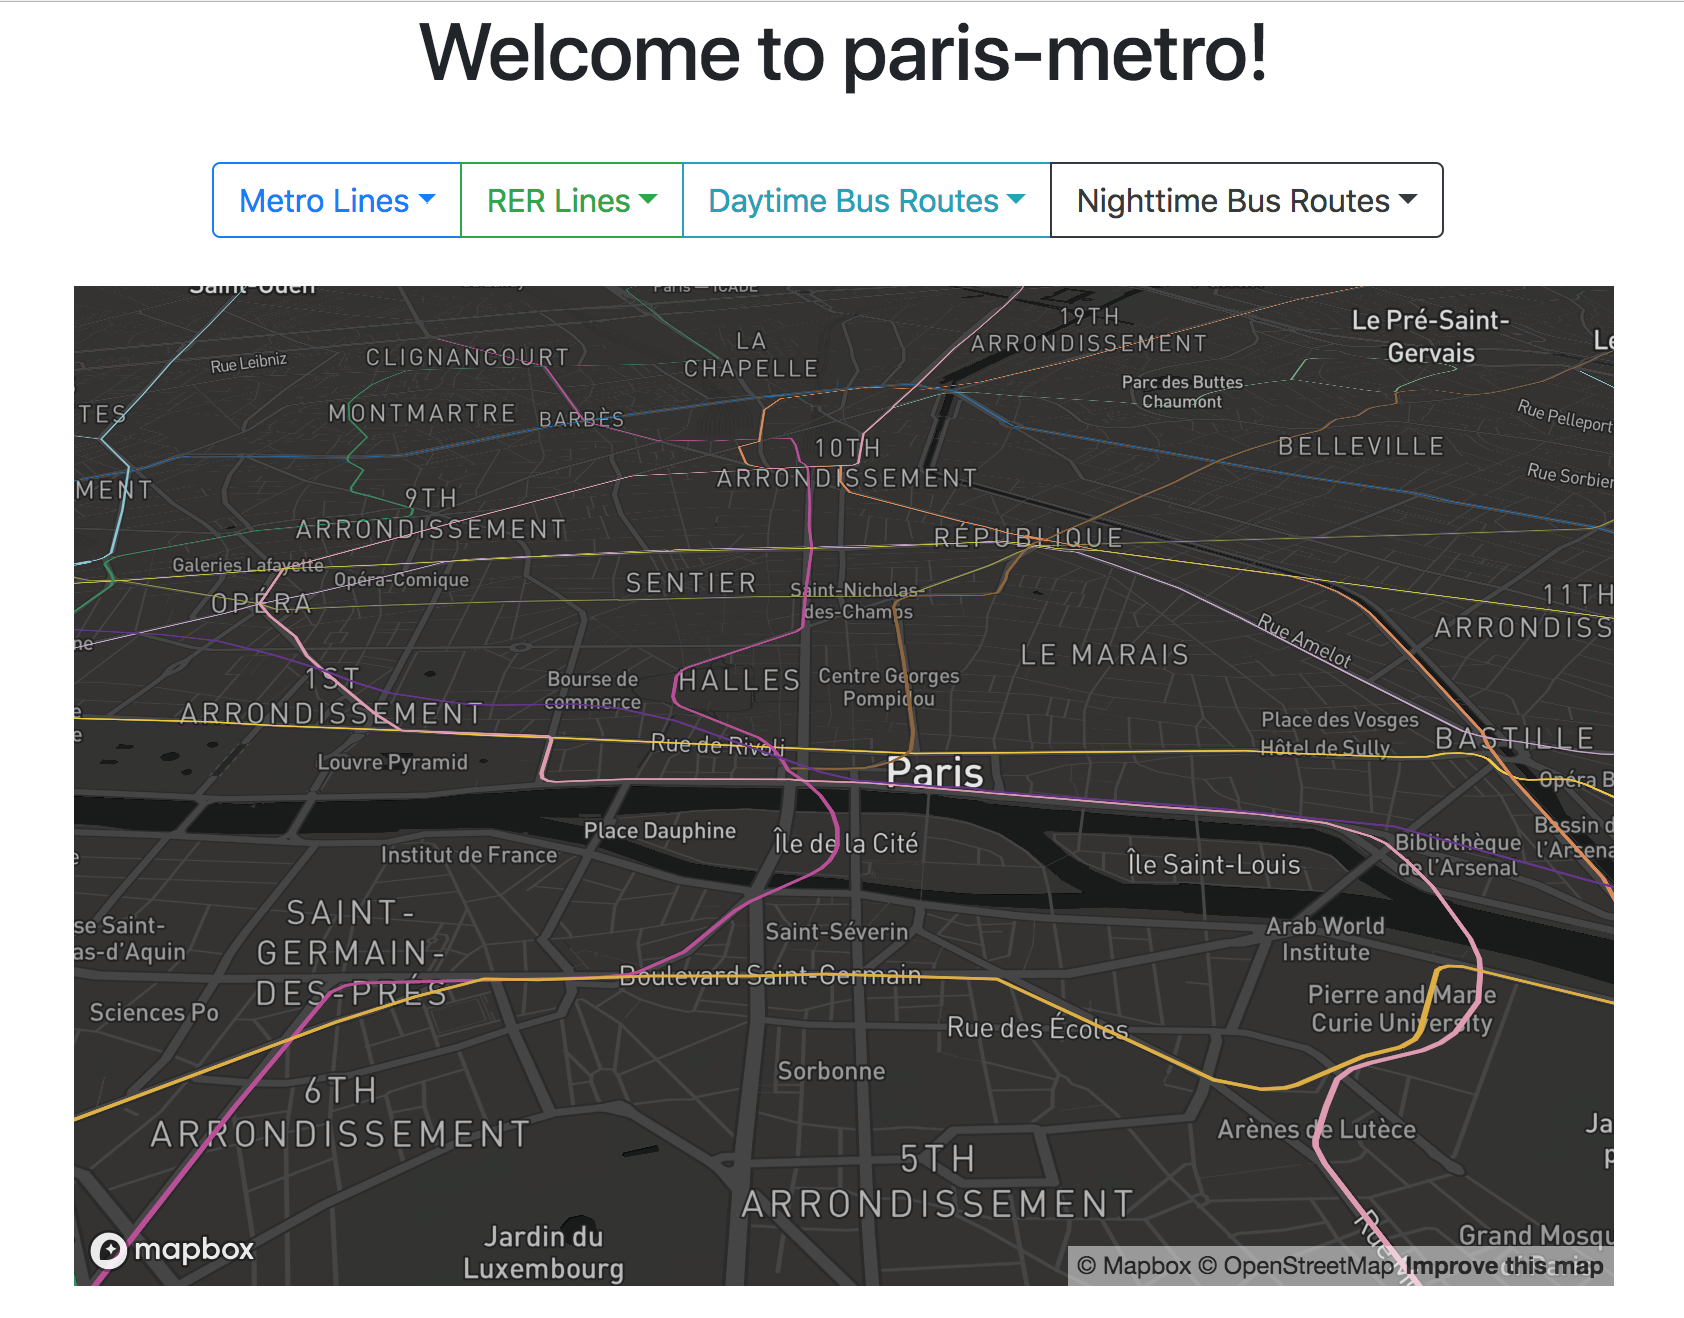 Welcome to paris-metro!
Metro Lines
RER Lines
Daytime Bus Routes
Nighttime Bus Routes
Saint-Ouen
Paris — ICADE
19TH
ARRONDISSEMENT
Le Pré-Saint-
Gervais
Le
Rue Leibniz
CLIGNANCOURT
LA
CHAPELLE
Parc des Buttes
Chaumont
TES
MONTMARTRE
BARBÈS
Rue Pelleport
10TH
ARRONDISSEMENT
BELLEVILLE
Rue Sorbier
MENT
9TH
ARRONDISSEMENT
RÉPUBLIQUE
Galeries Lafayette
Opéra-Comique
SENTIER
Saint-Nicholas-
des-Champs
OPÉRA
11TH
ARRONDISS
Rue Amelot
ne
LE MARAIS
1ST
ARRONDISSEMENT
Bourse de
commerce
HALLES
Centre Georges
Pompidou
e
e
Place des Vosges
Hôtel de Sully
BASTILLE
Rue de Rivoli
Louvre Pyramid
Paris
Opéra B
Place Dauphine
Île de la Cité
Bassin d
l'Arsena
Bibliothèque
de l'Arsenal
e
Institut de France
Île Saint-Louis
SAINT-
GERMAIN-
DES-PRÉS
se Saint-
as-d'Aquin
Saint-Séverin
Arab World
Institute
Boulevard Saint-Germain
Sciences Po
Pierre and Marie
Curie University
Rue des Écoles
Sorbonne
6TH
ARRONDISSEMENT
Arènes de Lutèce
Ja
p
5TH
ARRONDISSEMENT
Jardin du
Luxembourg
Rue
Grand Mosqu
mapbox
© Mapbox © OpenStreetMap Improve this map